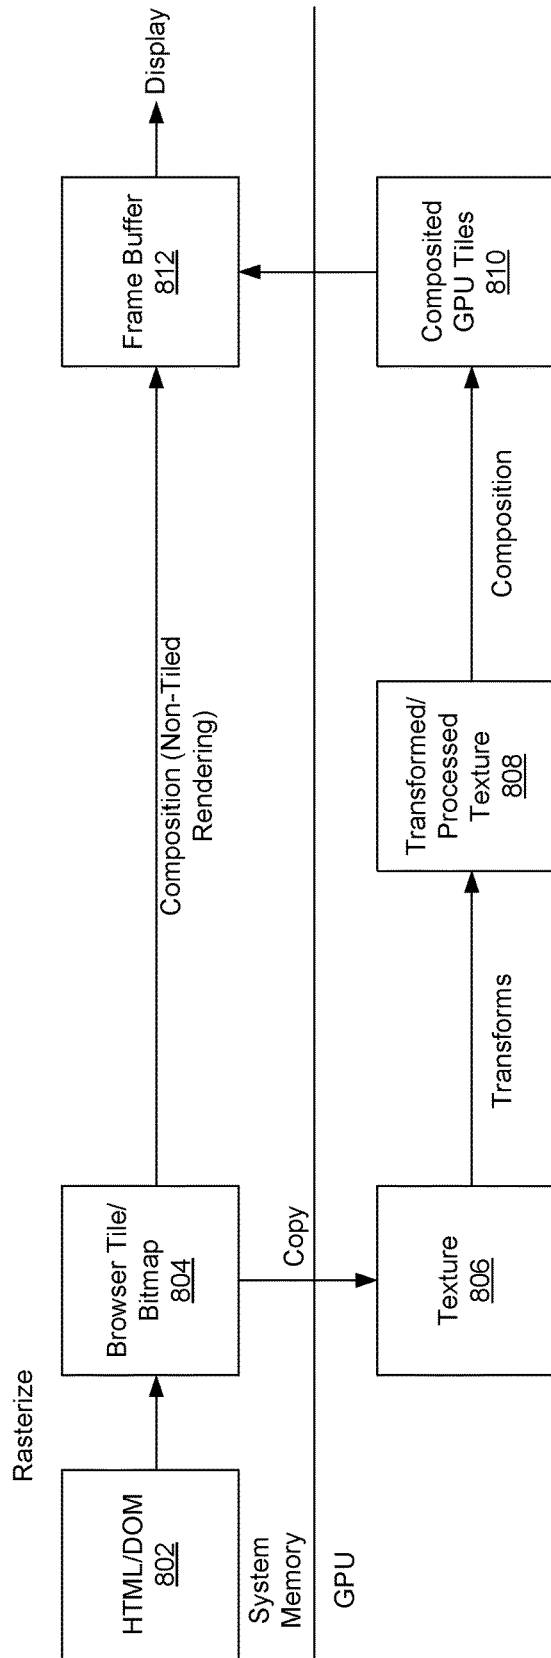 Rasterize
HTML/DOM
802
Browser Tile/
Bitmap
804
Composition (Non-Tiled
Rendering)
Frame Buffer
812
Display
System
Memory
Copy
GPU
Texture
806
Transforms
Transformed/
Processed
Texture
808
Composition
Composited
GPU Tiles
810